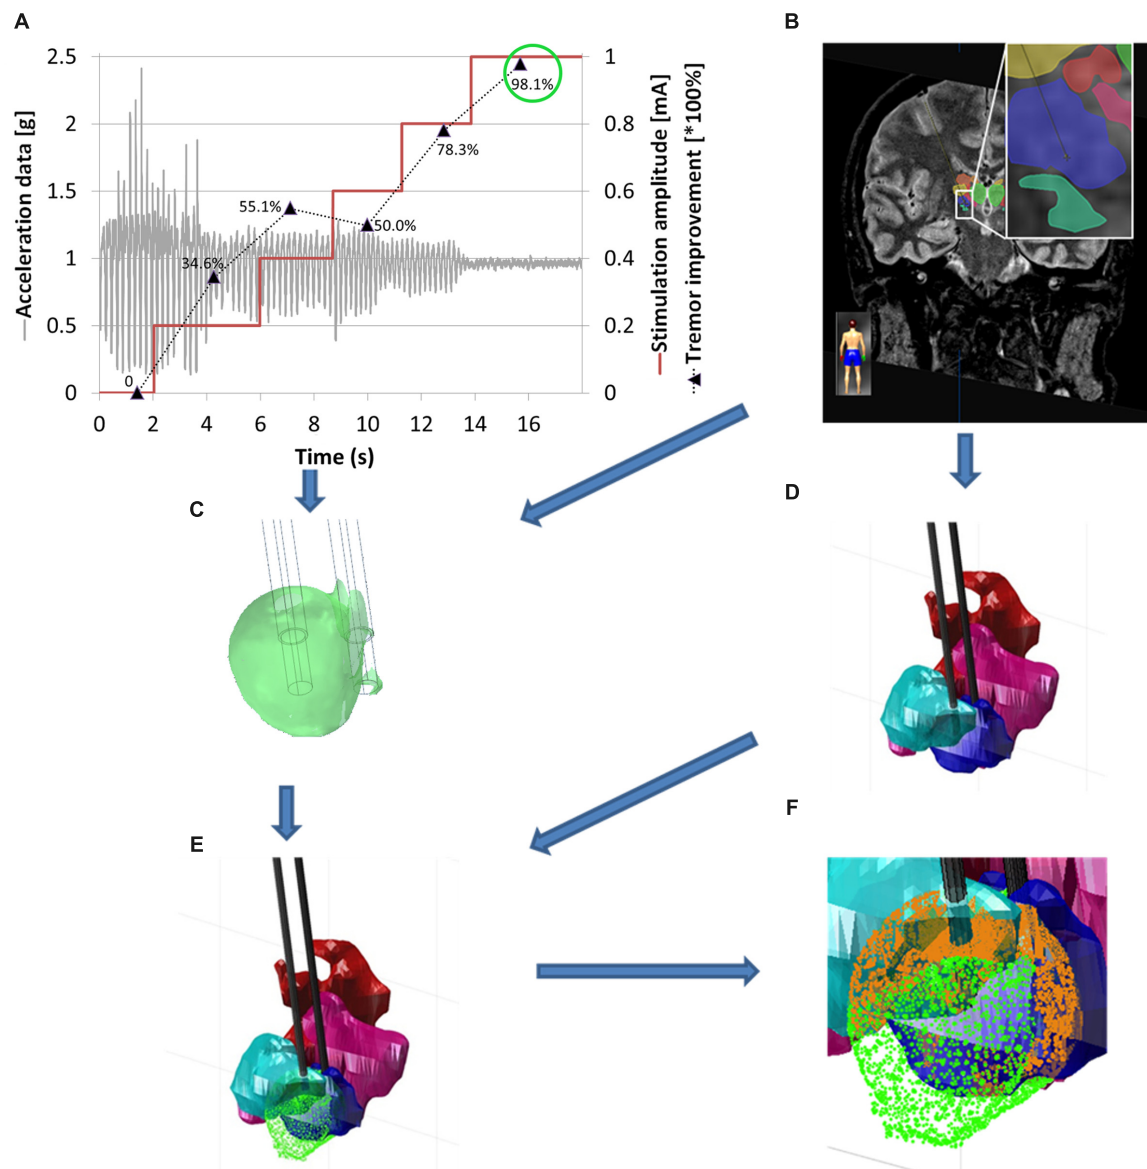 A
B
2.5
2
1.5
1
0.5
0
1
0.8
0.6
0.4
0.2
0
0
34.6%
55.1%
50.0%
78.3%
98.1%
0 2 4 6 8 10 12 14 16
Time (s)
Acceleration data [g]
Stimulation amplitude [mA]
Tremor improvement [*100%]
C
D
E
F